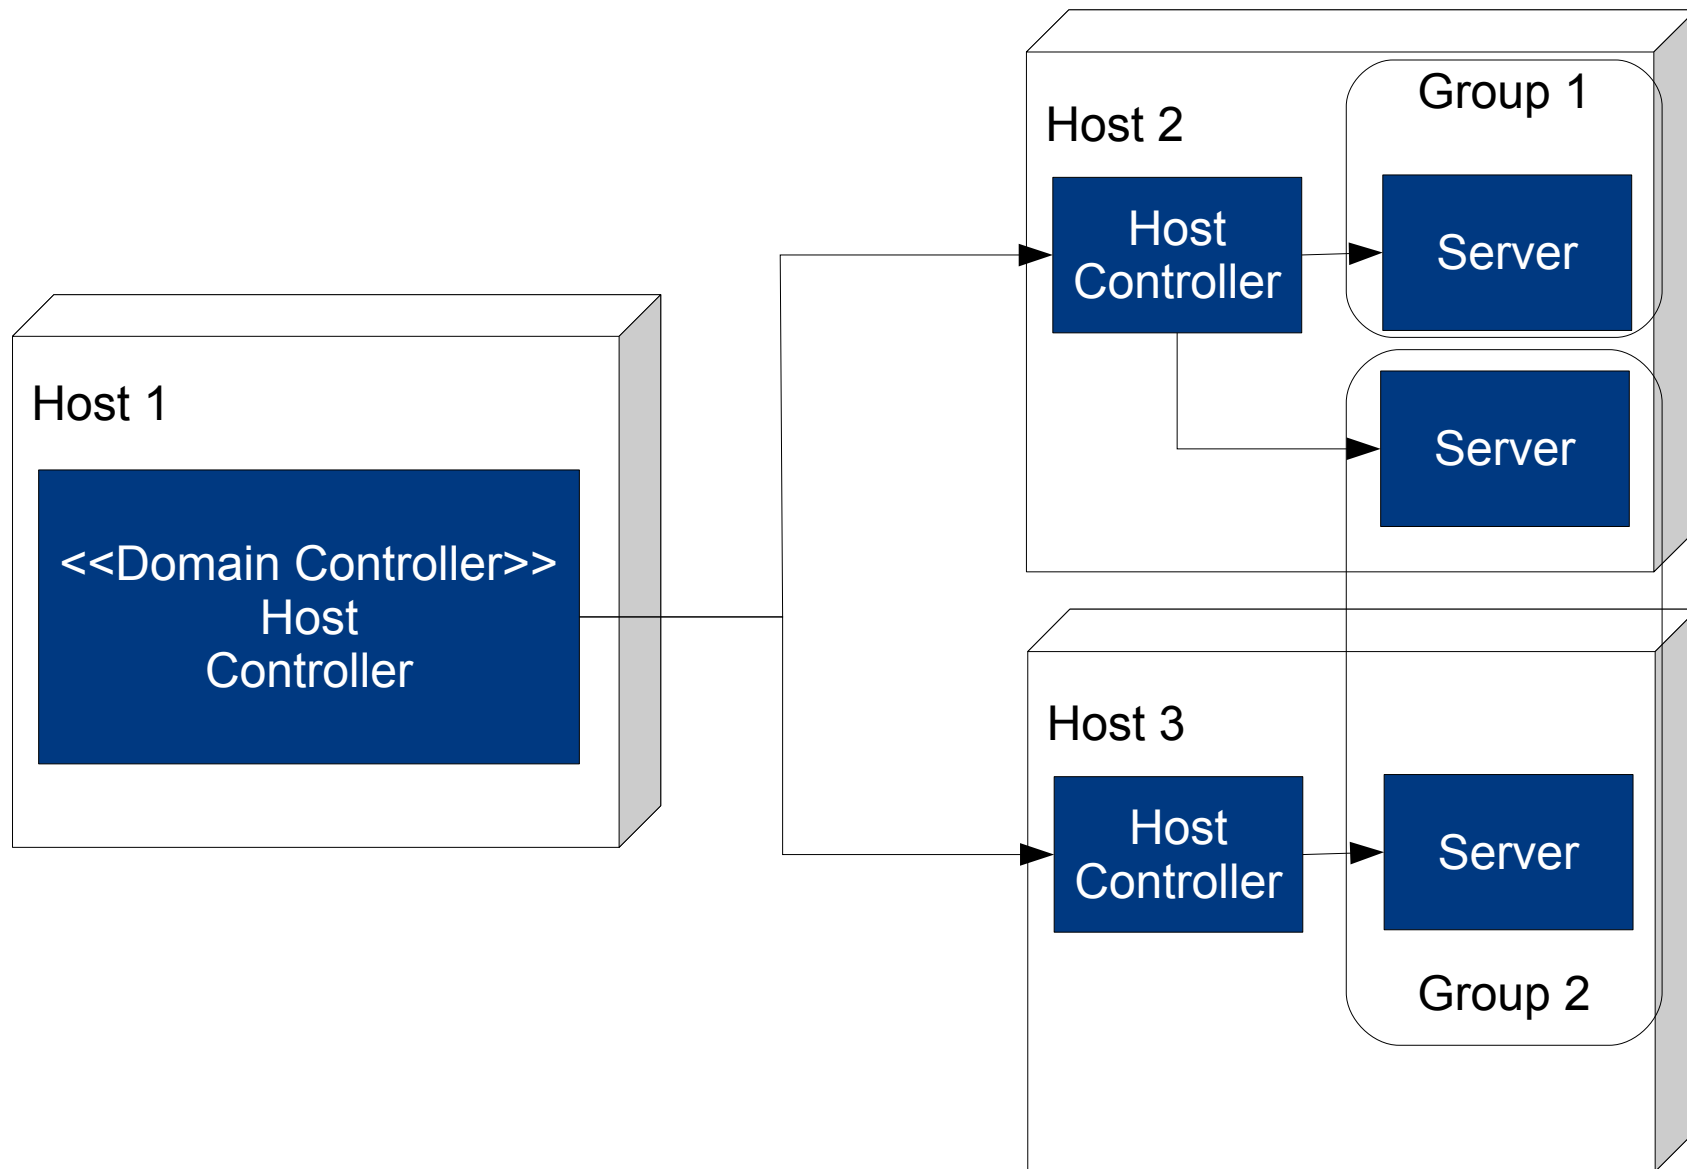 Host 1
<<Domain Controller>>
Host
Controller
Host 2
Host
Controller
Group 1
Server
Server
Host 3
Host
Controller
Server
Group 2